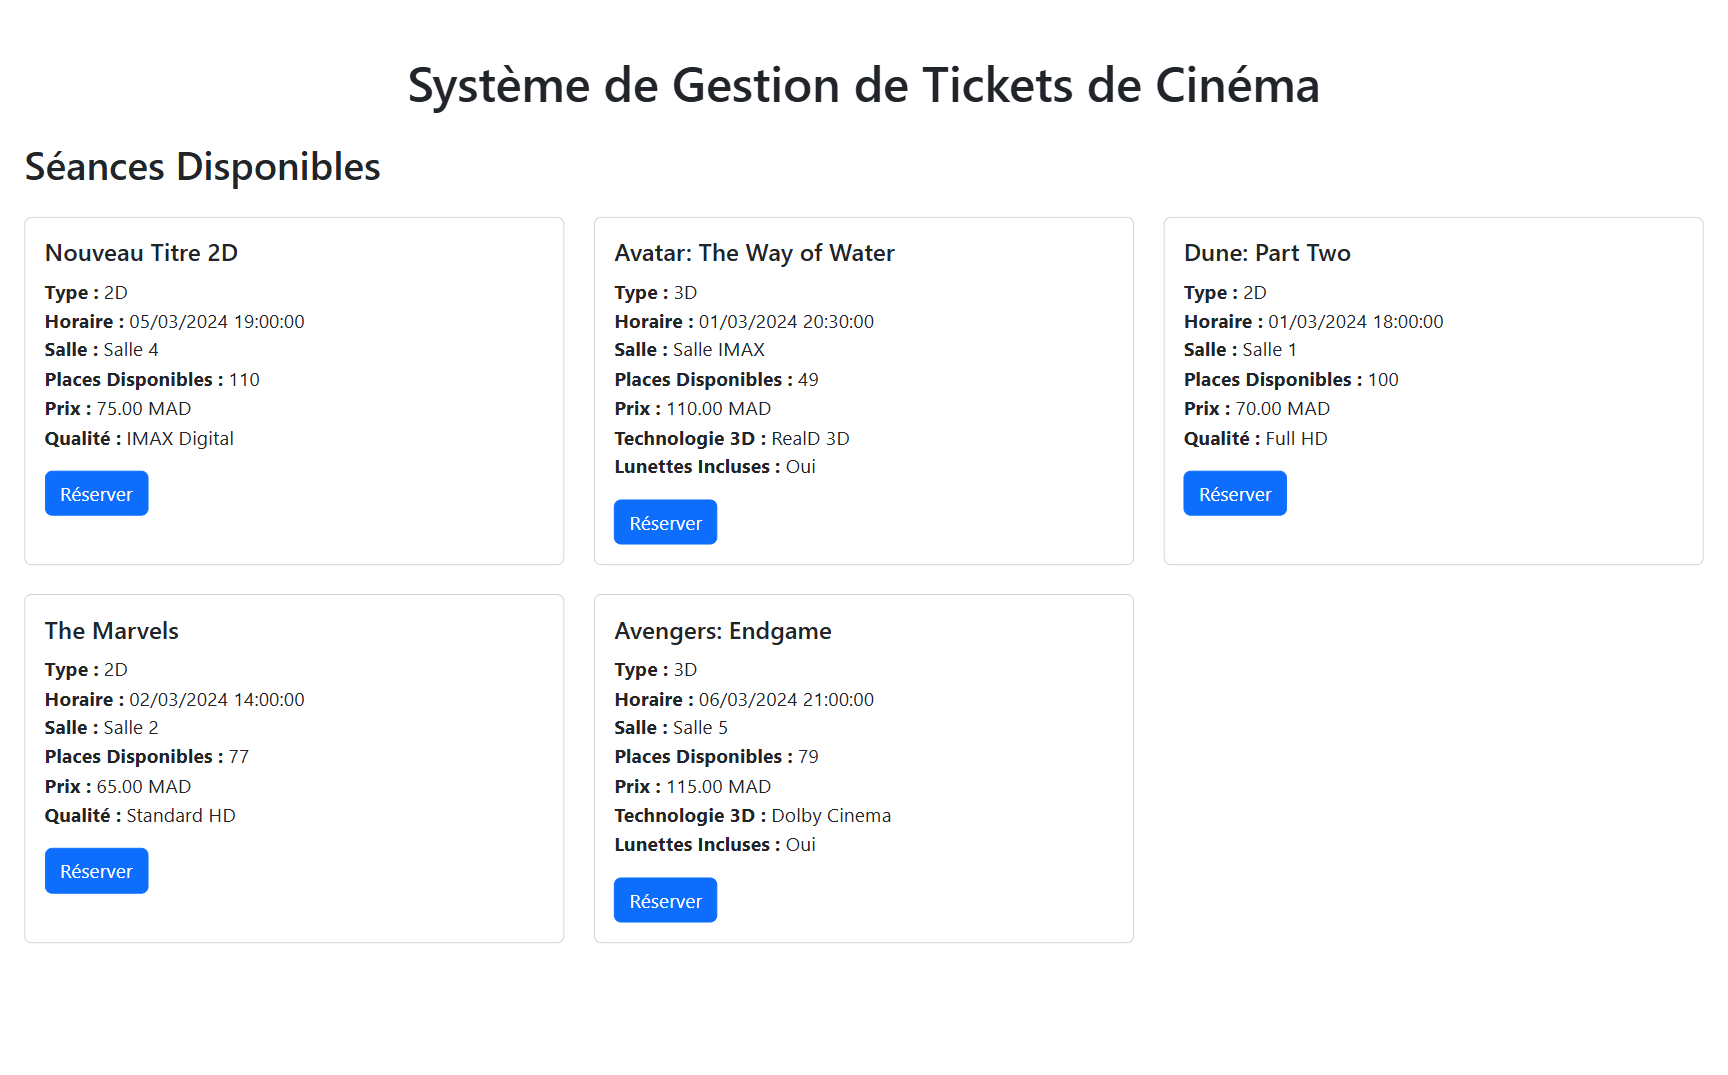 Système de Gestion de Tickets de Cinéma
Séances Disponibles
Nouveau Titre 2D
Type : 2D
Horaire : 05/03/2024 19:00:00
Salle : Salle 4
Places Disponibles : 110
Prix : 75.00 MAD
Qualité : IMAX Digital
Réserver
Avatar: The Way of Water
Type : 3D
Horaire : 01/03/2024 20:30:00
Salle : Salle IMAX
Places Disponibles : 49
Prix : 110.00 MAD
Technologie 3D : RealD 3D
Lunettes Incluses : Oui
Réserver
Dune: Part Two
Type : 2D
Horaire : 01/03/2024 18:00:00
Salle : Salle 1
Places Disponibles : 100
Prix : 70.00 MAD
Qualité : Full HD
Réserver
The Marvels
Type : 2D
Horaire : 02/03/2024 14:00:00
Salle : Salle 2
Places Disponibles : 77
Prix : 65.00 MAD
Qualité : Standard HD
Réserver
Avengers: Endgame
Type : 3D
Horaire : 06/03/2024 21:00:00
Salle : Salle 5
Places Disponibles : 79
Prix : 115.00 MAD
Technologie 3D : Dolby Cinema
Lunettes Incluses : Oui
Réserver